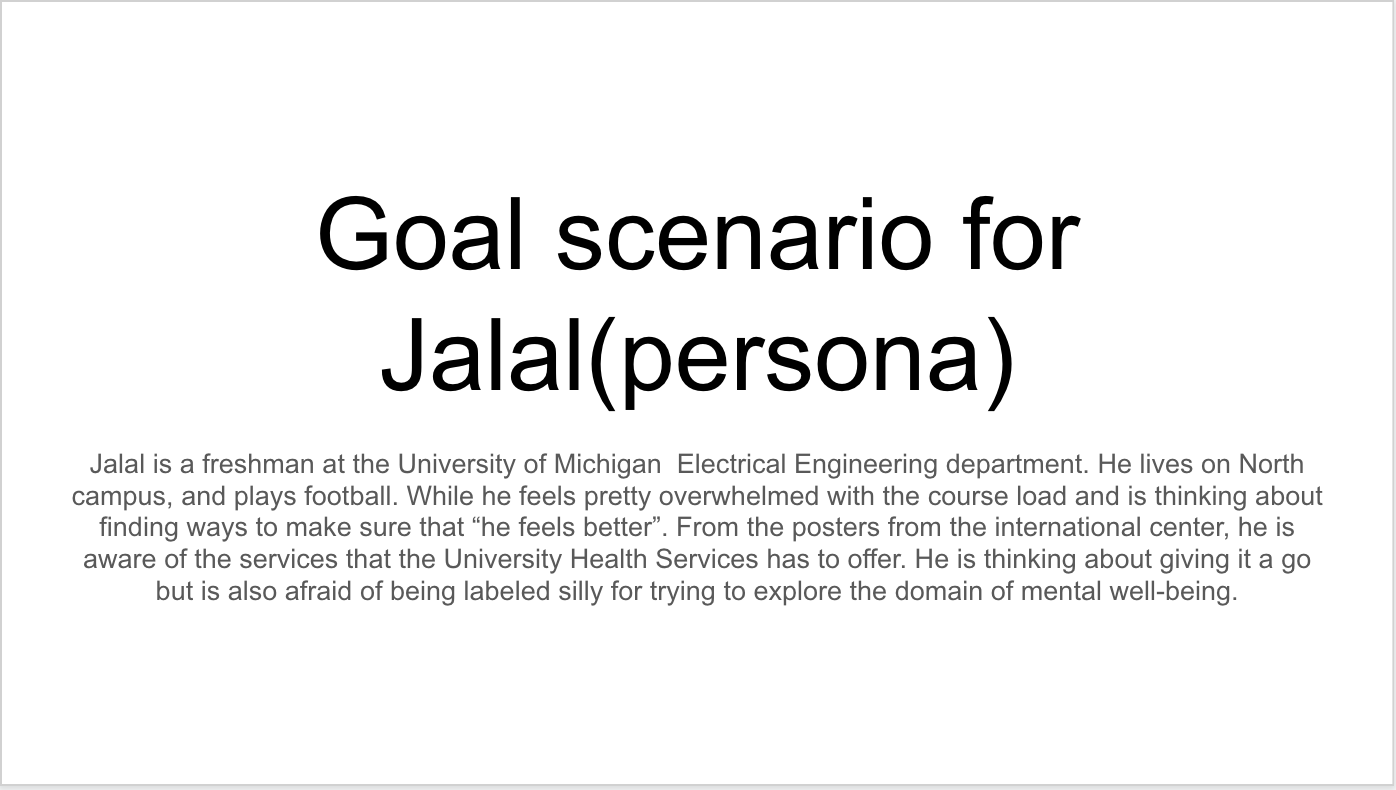 Goal scenario for
Jalal(persona)
Jalal is a freshman at the University of Michigan  Electrical Engineering department. He lives on North
campus, and plays football. While he feels pretty overwhelmed with the course load and is thinking about
finding ways to make sure that “he feels better”. From the posters from the international center, he is
aware of the services that the University Health Services has to offer. He is thinking about giving it a go
but is also afraid of being labeled silly for trying to explore the domain of mental well-being.